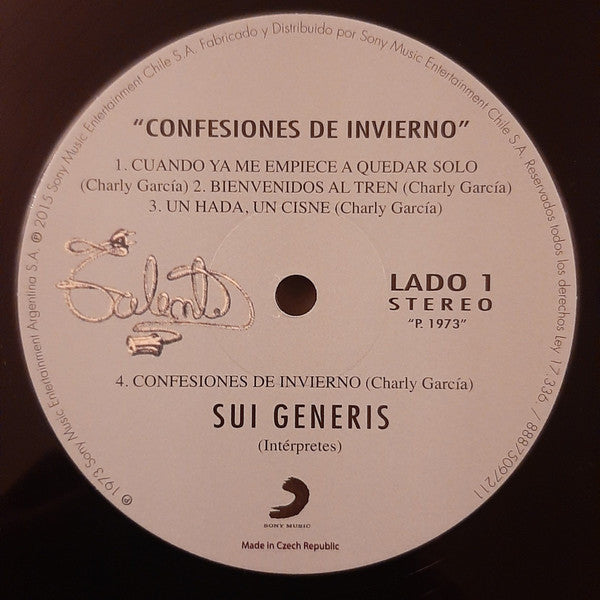 ℗ 1973 Sony Music Entertainment Argentina S.A. ℗ 2015 Sony Music Entertainment Chile S.A. Fabricado y Distribuido por Sony Music Entertainment Chile S.A. Reservados todos los derechos Ley 17.336 / 88875097211
"CONFESIONES DE INVIERNO"
1. CUANDO YA ME EMPIECE A QUEDAR SOLO
(Charly García) 2. BIENVENIDOS AL TREN (Charly García)
3. UN HADA, UN CISNE (Charly García)
Talent
LADO 1
STEREO
"P. 1973"
4. CONFESIONES DE INVIERNO (Charly García)
SUI GENERIS
(Intérpretes)
SONY MUSIC
Made in Czech Republic